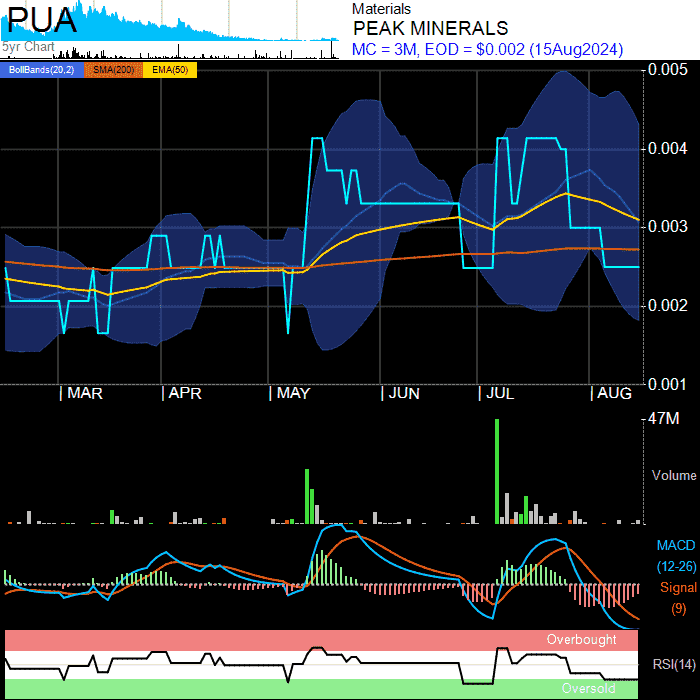 PUA
5yr Chart
Materials
PEAK MINERALS
MC = 3M, EOD = $0.002 (15Aug2024)
BollBands(20,2) SMA(200) EMA(50)
0.005
0.004
0.003
0.002
0.001
| MAR | APR | MAY | JUN | JUL | AUG
47M
Volume
MACD
(12-26)
Signal
(9)
Overbought
RSI(14)
Oversold